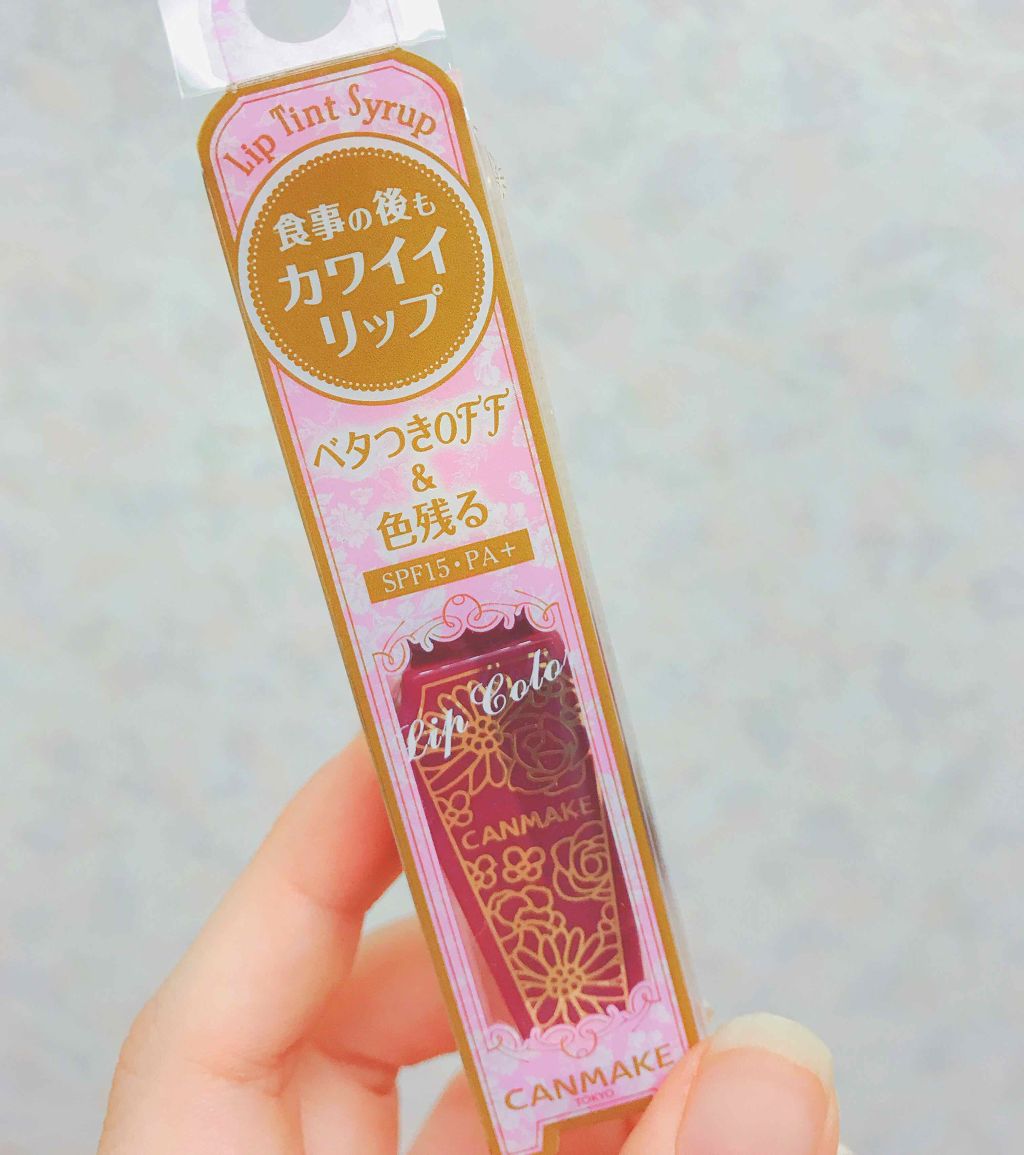 Lip Tint Syrup
食事の後も
カワイイ
リップ
ベタつきOFF
&
色残る
SPF15・PA+
Lip Colo
CANMAKE
CANMAKE
TOKYO